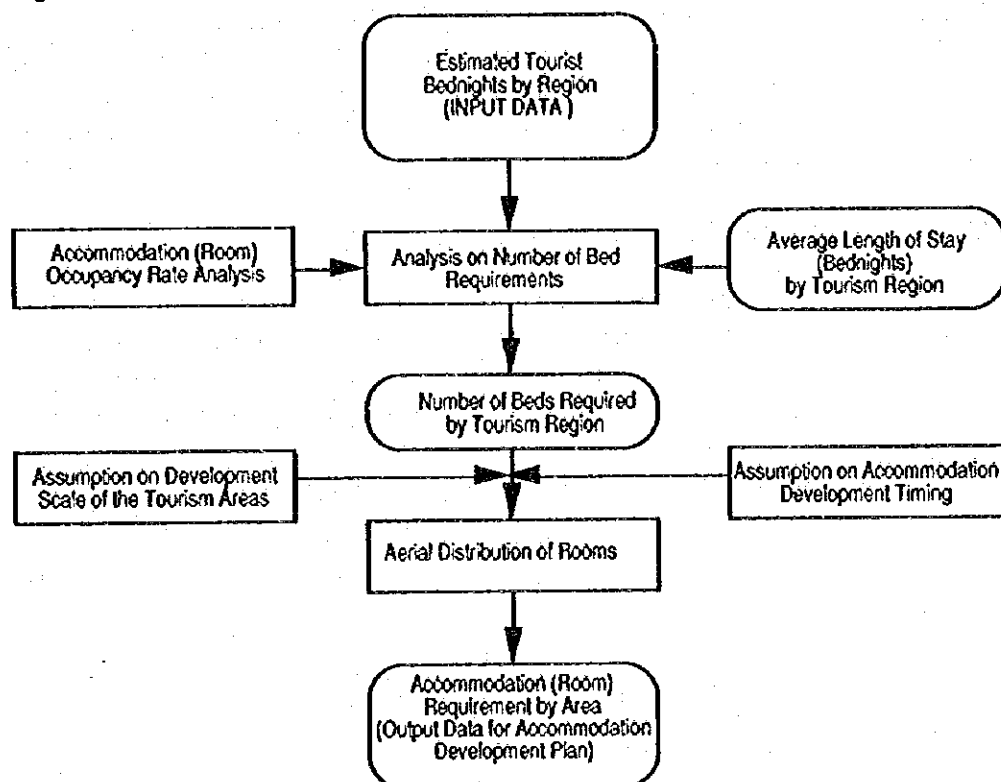 Estimated Tourist
Bednights by Region
(INPUT DATA )
Accommodation (Room)
Occupancy Rate Analysis
Analysis on Number of Bed
Requirements
Average Length of Stay
(Bednights)
by Tourism Region
Number of Beds Required
by Tourism Region
Assumption on Development
Scale of the Tourism Areas
Assumption on Accommodation
Development Timing
Aerial Distribution of Rooms
Accommodation (Room)
Requirement by Area
(Output Data for Accommodation
Development Plan)